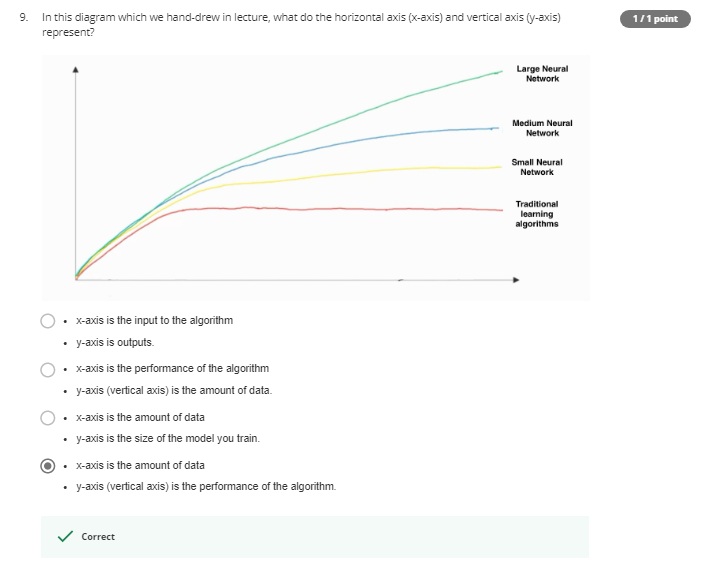 9. In this diagram which we hand-drew in lecture, what do the horizontal axis (x-axis) and vertical axis (y-axis)
represent?
1 / 1 point
Large Neural
Network
Medium Neural
Network
Small Neural
Network
Traditional
learning
algorithms
• x-axis is the input to the algorithm
• y-axis is outputs.
• x-axis is the performance of the algorithm
• y-axis (vertical axis) is the amount of data.
• x-axis is the amount of data
• y-axis is the size of the model you train.
• x-axis is the amount of data
• y-axis (vertical axis) is the performance of the algorithm.
Correct